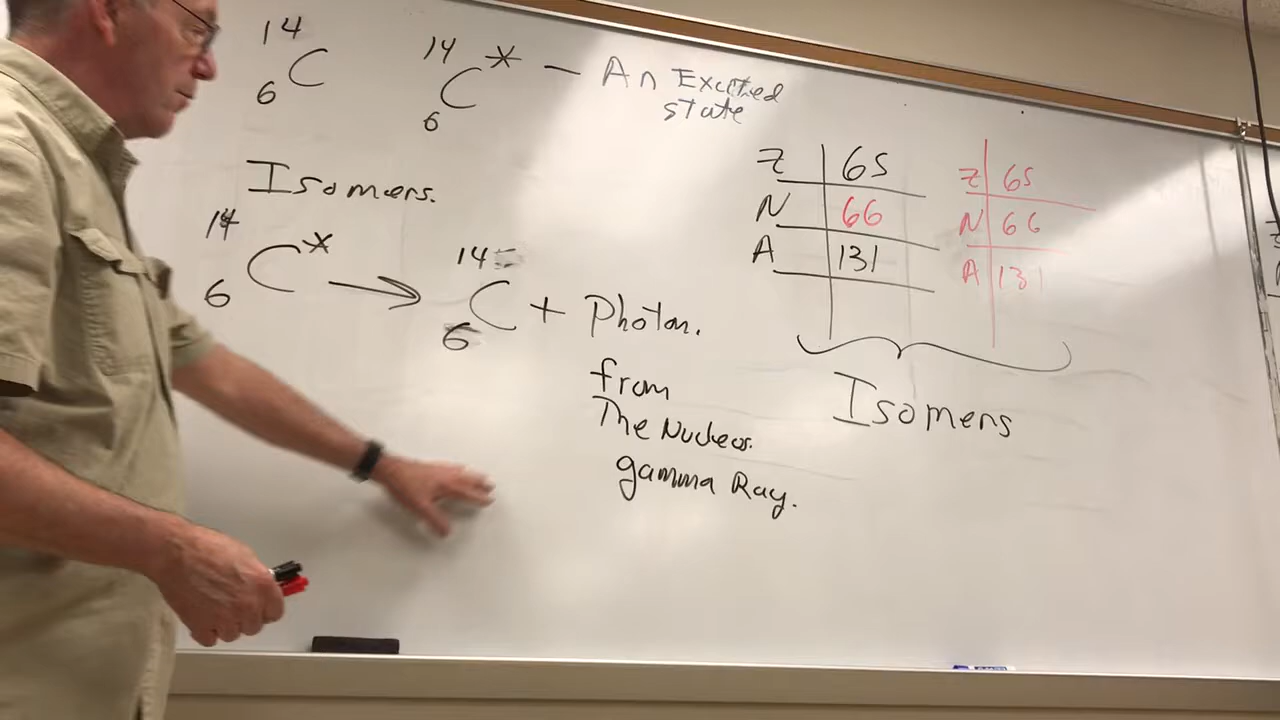 14 14
C C * — An Excited
6 6 state
Isomers.
14 C* → 14 C + Photon.
6 6
from
The Nucleus.
gamma Ray.
Z 65
N 66
A 131
Z 65
N 66
A 131
Isomers